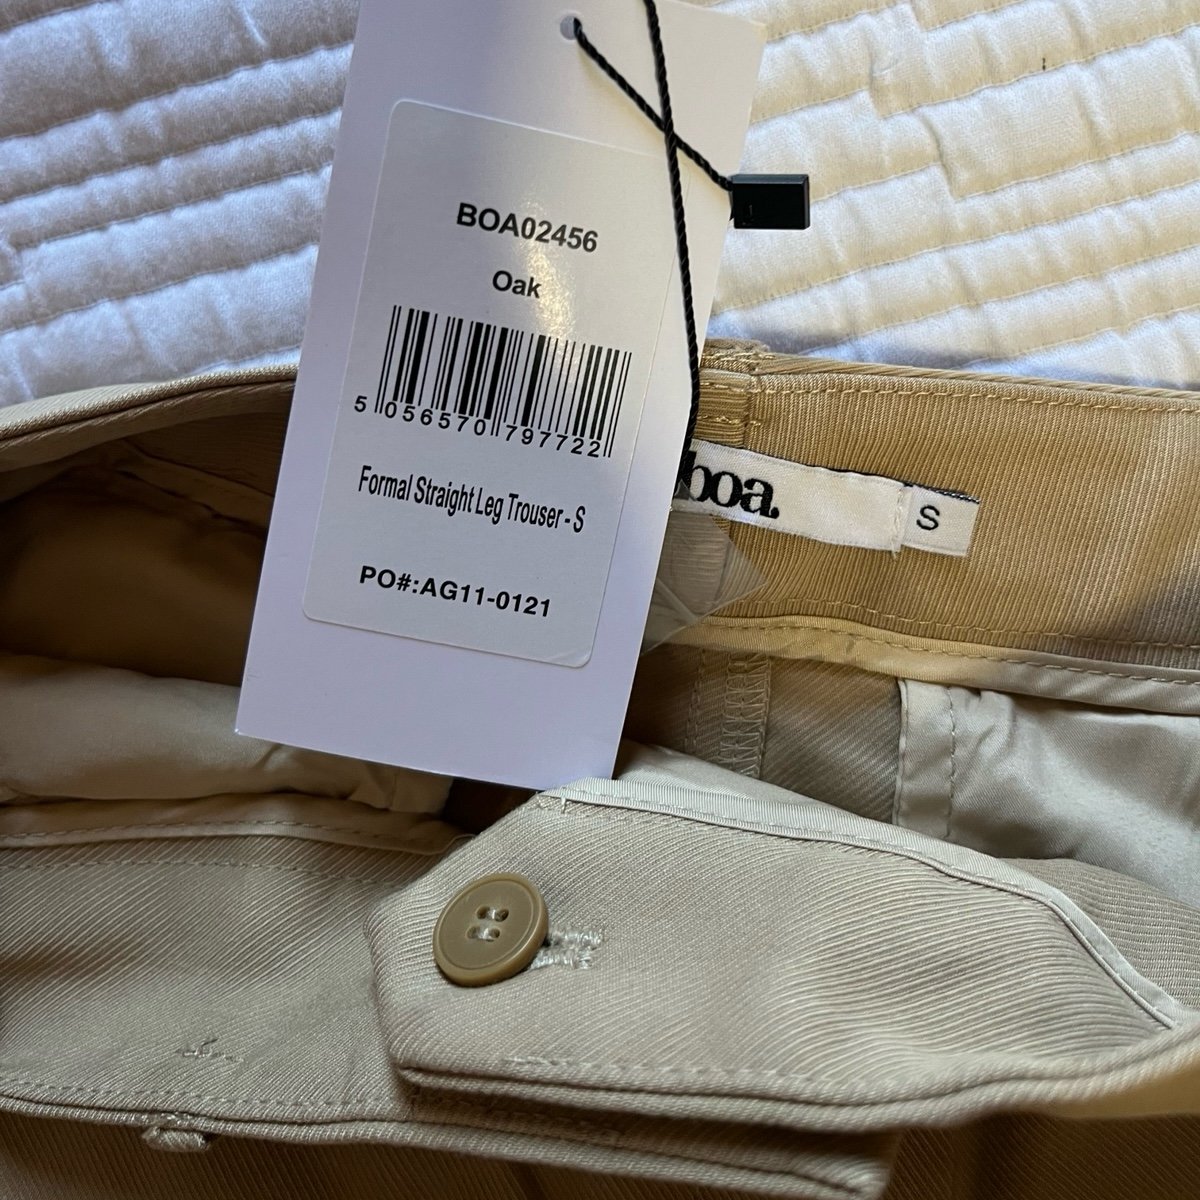 BOA02456
Oak
5 056570 797722
Formal Straight Leg Trouser - S
PO#:AG11-0121
boa.
S